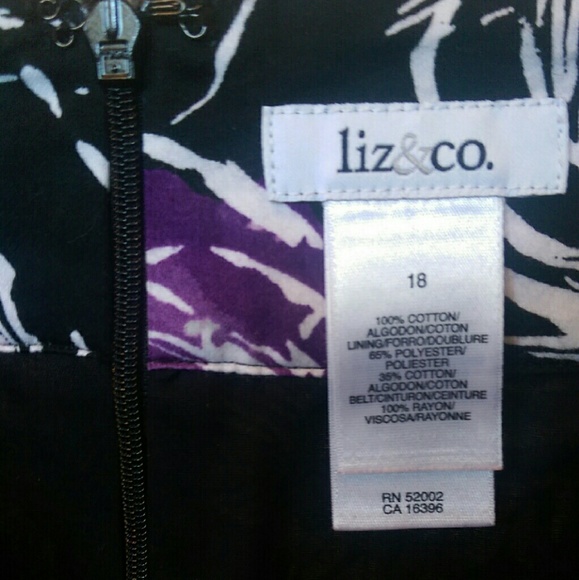 liz&co.
18
100% COTTON/
ALGODON/COTON
LINING/FORRO/DOUBLURE
65% POLYESTER/
POLIESTER
35% COTTON/
ALGODON/COTON
BELT/CINTURON/CEINTURE
100% RAYON/
VISCOSA/RAYONNE
RN 52002
CA 16396